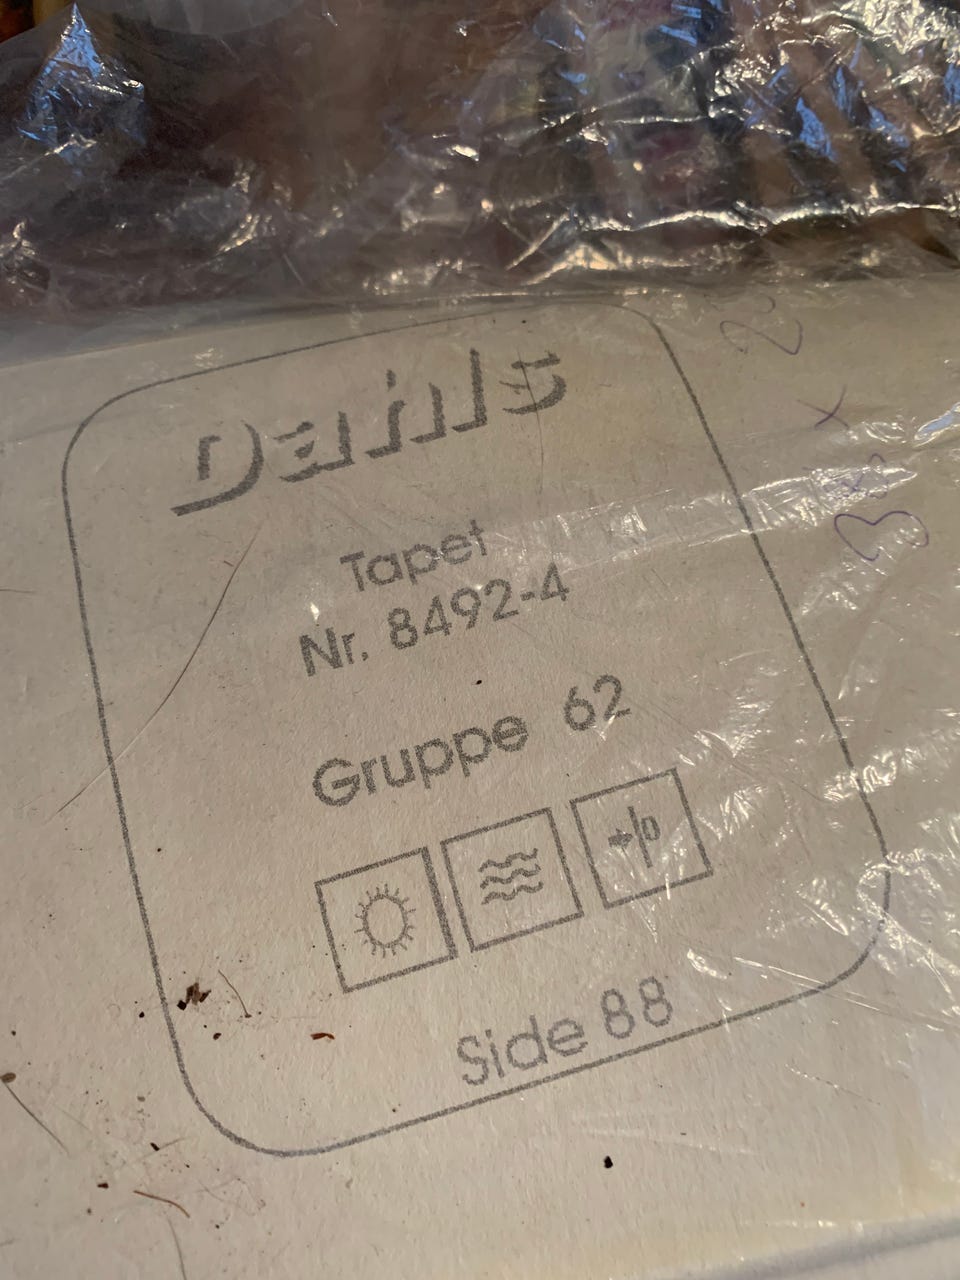 Tapet
Nr. 8492-4
Gruppe 62
Side 88